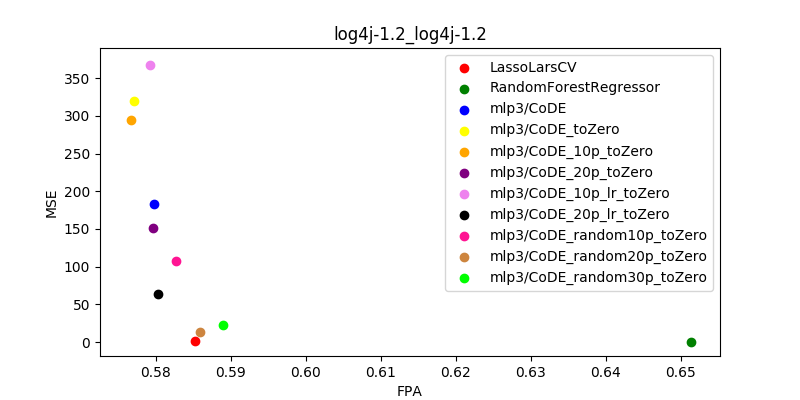 log4j-1.2_log4j-1.2
MSE
350
300
250
200
150
100
50
0
LassoLarsCV
RandomForestRegressor
mlp3/CoDE
mlp3/CoDE_toZero
mlp3/CoDE_10p_toZero
mlp3/CoDE_20p_toZero
mlp3/CoDE_10p_lr_toZero
mlp3/CoDE_20p_lr_toZero
mlp3/CoDE_random10p_toZero
mlp3/CoDE_random20p_toZero
mlp3/CoDE_random30p_toZero
0.58 0.59 0.60 0.61 0.62 0.63 0.64 0.65
FPA